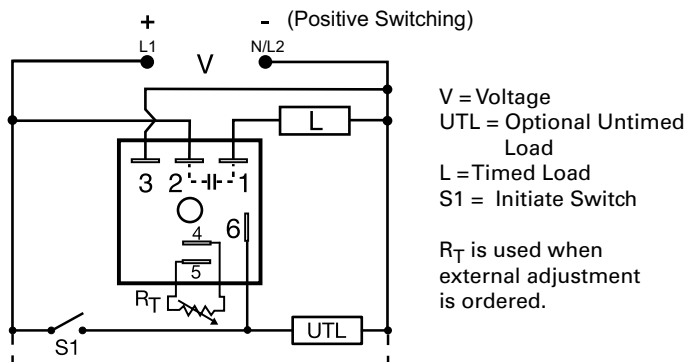 + - (Positive Switching)
L1 V N/L2
L
3 2 1
6
4
5
RT
S1
UTL
V = Voltage
UTL = Optional Untimed
Load
L = Timed Load
S1 = Initiate Switch
RT is used when
external adjustment
is ordered.